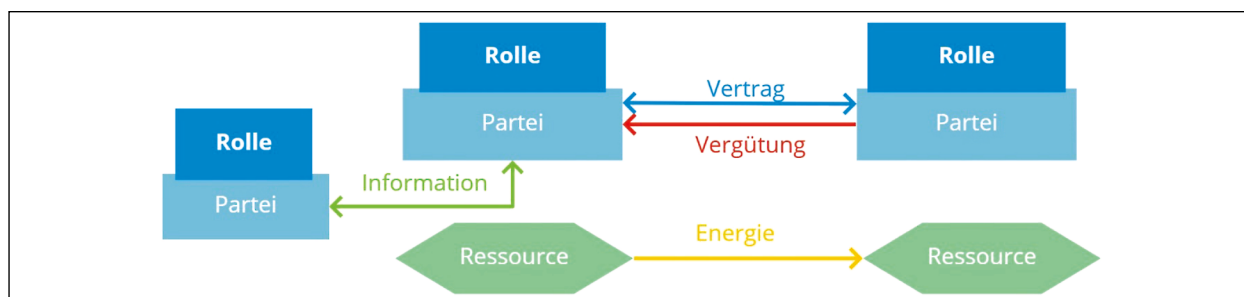 Rolle
Partei
Rolle
Partei
Vertrag
Vergütung
Rolle
Partei
Information
Ressource
Energie
Ressource